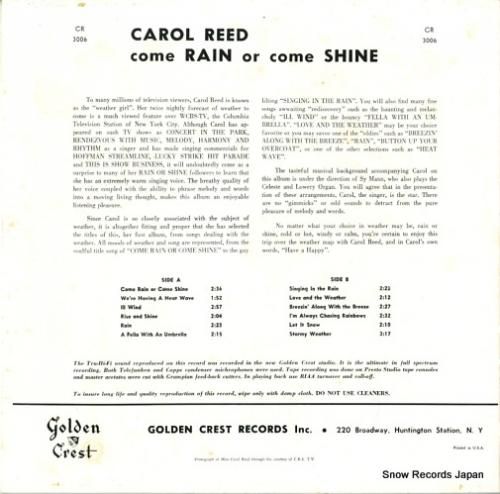 CR
3006
CAROL REED
come RAIN or come SHINE
CR
3006
To many millions of television viewers, Carol Reed is known
as the "weather girl". Her twice nightly forecast of weather to
come is a much viewed feature over WCBS-TV, the Columbia
Television Station of New York City. Although Carol has ap-
peared on such TV shows as CONCERT IN THE PARK,
RENDEZVOUS WITH MUSIC, MELODY, HARMONY AND
RHYTHM as a singer and has made singing commercials for
HOFFMAN STREAMLINE, LUCKY STRIKE HIT PARADE
and THIS IS SHOW BUSINESS, it will undoubtedly come as a
surprise to many of her RAIN OR SHINE followers to learn that
she has an extremely warm singing voice. The breathy quality of
her voice coupled with the ability to phrase melody and words
into a moving living thought, makes this album an enjoyable
listening pleasure.
Since Carol is so closely associated with the subject of
weather, it is altogether fitting and proper that she has selected
the titles of this, her first album, from songs dealing with the
weather. All moods of weather and song are represented, from the
soulful title song of "COME RAIN OR COME SHINE" to the gay
lilting "SINGING IN THE RAIN". You will also find many fine
songs awaiting "rediscovery" such as the haunting and melan-
choly "ILL WIND" or the bouncy "FELLA WITH AN UM-
BRELLA". "LOVE AND THE WEATHER" may be your choice
favorite or you may savor one of the "oldies" such as "BREEZIN'
ALONG WITH THE BREEZE", "RAIN", "BUTTON UP YOUR
OVERCOAT", or one of the other selections such as "HEAT
WAVE".
The tasteful musical background accompanying Carol on
this album is under the direction of Sy Mann, who also plays the
Celeste and Lowery Organ. You will agree that in the presenta-
tion of these arrangements, Carol, the singer, is the star. There
are no "gimmicks" or odd sounds to detract from the pure
pleasure of melody and words.
No matter what your choice in weather may be, rain or
shine, cold or hot, windy or calm, you're certain to enjoy this
trip over the weather map with Carol Reed, and in Carol's own
words, "Have a Happy".
SIDE A
Come Rain or Come Shine 2:36
We're Having A Heat Wave 1:52
Ill Wind 2:57
Rise and Shine 2:04
Rain 2:23
A Fella With An Umbrella 2:15
SIDE B
Singing In the Rain 2:25
Love and the Weather 2:12
Breezin' Along With the Breeze 2:27
I'm Always Chasing Rainbows 2:32
Let It Snow 2:10
Stormy Weather 3:17
The Tru-Hi-Fi sound reproduced on this record was recorded in the new Golden Crest studio. It is the ultimate in full spectrum
recording. Both Telefunken and Capps condenser microphones were used. Tape recording was done on Presto Studio tape consoles
and master acetates were cut with Grampian feed-back cutters. In playing back use RIAA turnover and roll-off.
To insure long life and quality reproduction of this record, wipe only with damp cloth. DO NOT USE CLEANERS.
Golden
Crest
GOLDEN CREST RECORDS Inc. • 220 Broadway, Huntington Station, N. Y
Printed in U.S.A.
Photograph of Miss Carol Reed through the courtesy of C.B.S. T.V.
Snow Records Japan